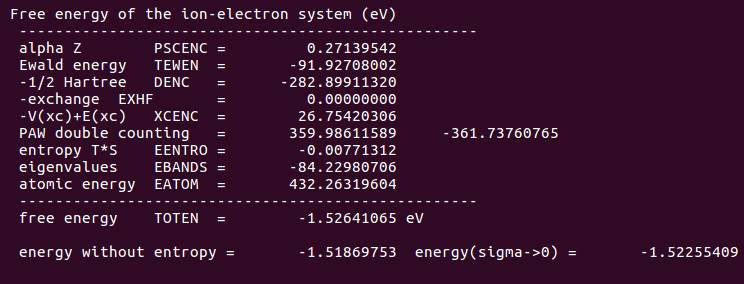 Free energy of the ion-electron system (eV)
---------------------------------------------------
alpha Z        PSCENC =         0.27139542
Ewald energy   TEWEN  =       -91.92708002
-1/2 Hartree   DENC   =      -282.89911320
-exchange  EXHF       =         0.00000000
-V(xc)+E(xc)   XCENC  =        26.75420306
PAW double counting   =       359.98611589     -361.73760765
entropy T*S    EENTRO =        -0.00771312
eigenvalues    EBANDS =       -84.22980706
atomic energy  EATOM  =       432.26319604
---------------------------------------------------
free energy    TOTEN  =        -1.52641065 eV
energy without entropy =       -1.51869753  energy(sigma->0) =       -1.52255409